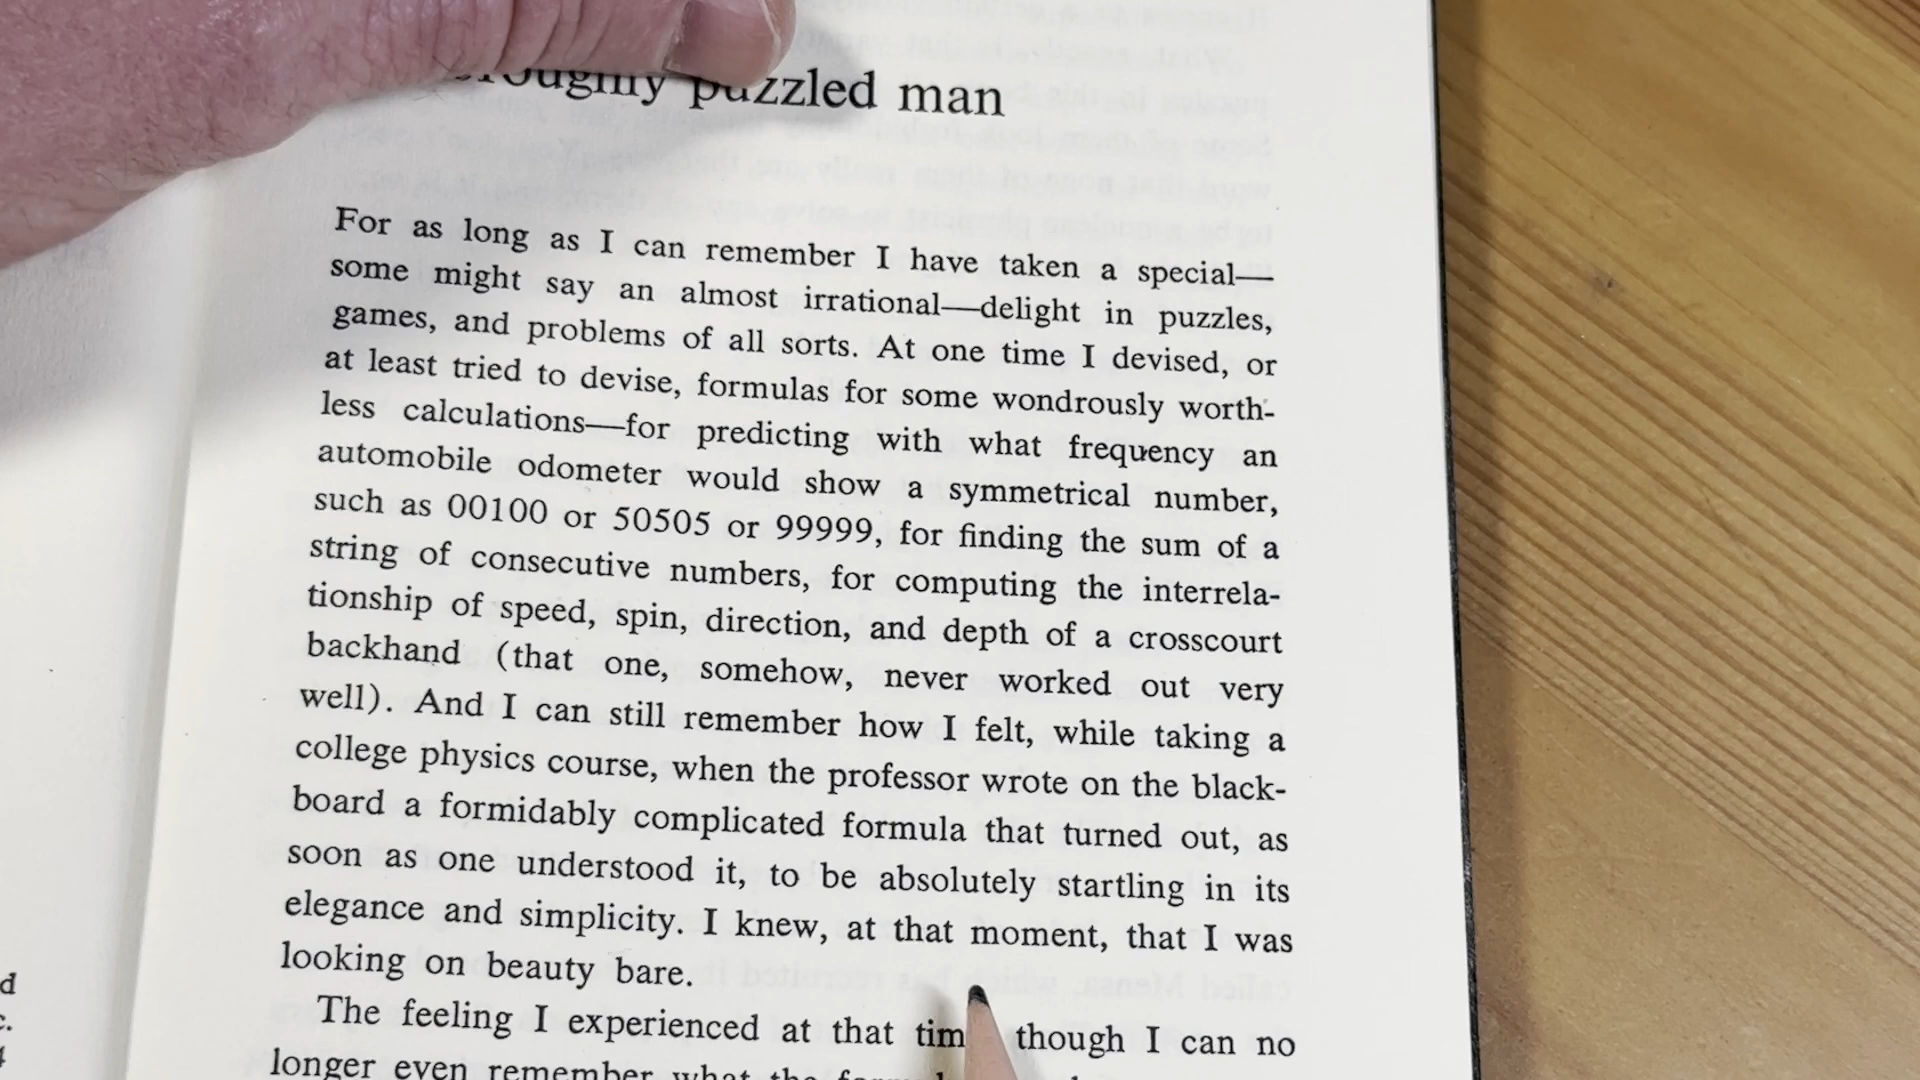 puzzled man
For as long as I can remember I have taken a special—
some might say an almost irrational—delight in puzzles,
games, and problems of all sorts. At one time I devised, or
at least tried to devise, formulas for some wondrously worth-
less calculations—for predicting with what frequency an
automobile odometer would show a symmetrical number,
such as 00100 or 50505 or 99999, for finding the sum of a
string of consecutive numbers, for computing the interrela-
tionship of speed, spin, direction, and depth of a crosscourt
backhand (that one, somehow, never worked out very
well). And I can still remember how I felt, while taking a
college physics course, when the professor wrote on the black-
board a formidably complicated formula that turned out, as
soon as one understood it, to be absolutely startling in its
elegance and simplicity. I knew, at that moment, that I was
looking on beauty bare.
The feeling I experienced at that tim though I can no
longer even remember what the